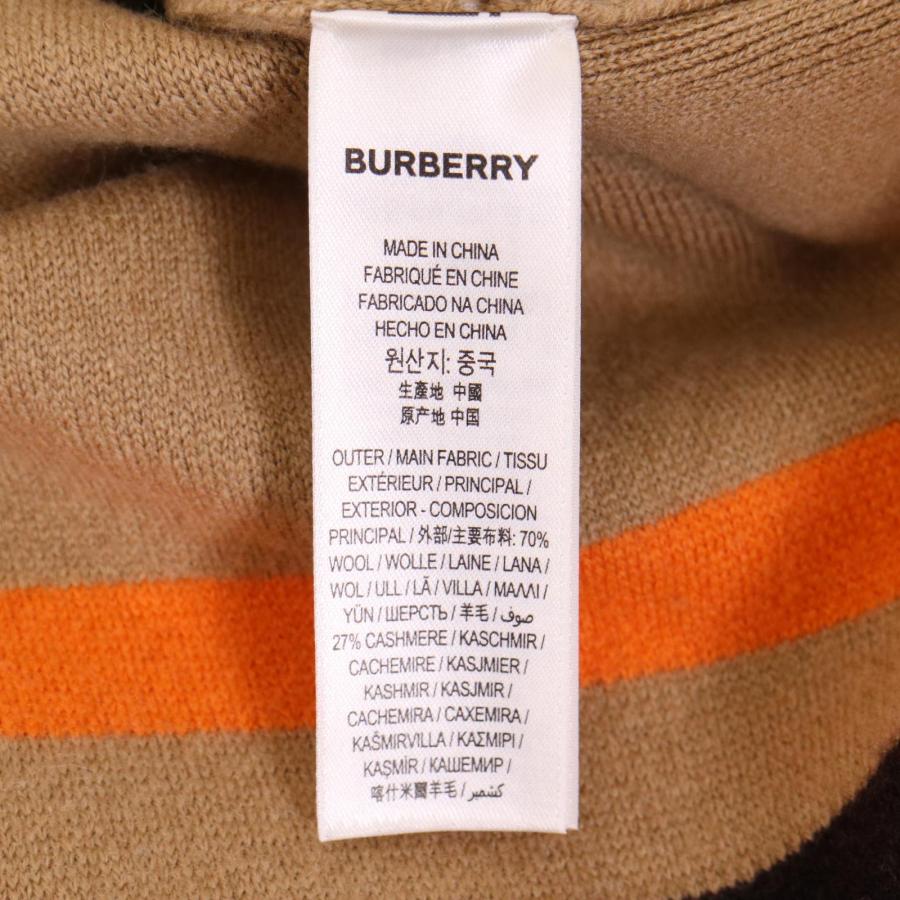 BURBERRY
MADE IN CHINA
FABRIQUÉ EN CHINE
FABRICADO NA CHINA
HECHO EN CHINA
원산지: 중국
生產地 中國
原产地 中国
OUTER / MAIN FABRIC / TISSU
EXTÉRIEUR / PRINCIPAL /
EXTERIOR - COMPOSICION
PRINCIPAL / 外部/主要布料: 70%
WOOL / WOLLE / LAINE / LANA /
WOL / ULL / LÃ / VILLA / ΜΑΛΛΙ /
YÜN / ШЕРСТЬ / 羊毛 / صوف /
27% CASHMERE / KASCHMIR /
CACHEMIRE / KASJMIER /
KASHMIR / KASJMIR /
CACHEMIRA / CAXEMIRA /
KAŠMIRVILLA / ΚΑΣΜΙΡΙ /
KAŞMİR / КАШЕМИР /
喀什米爾羊毛 / كشمير /